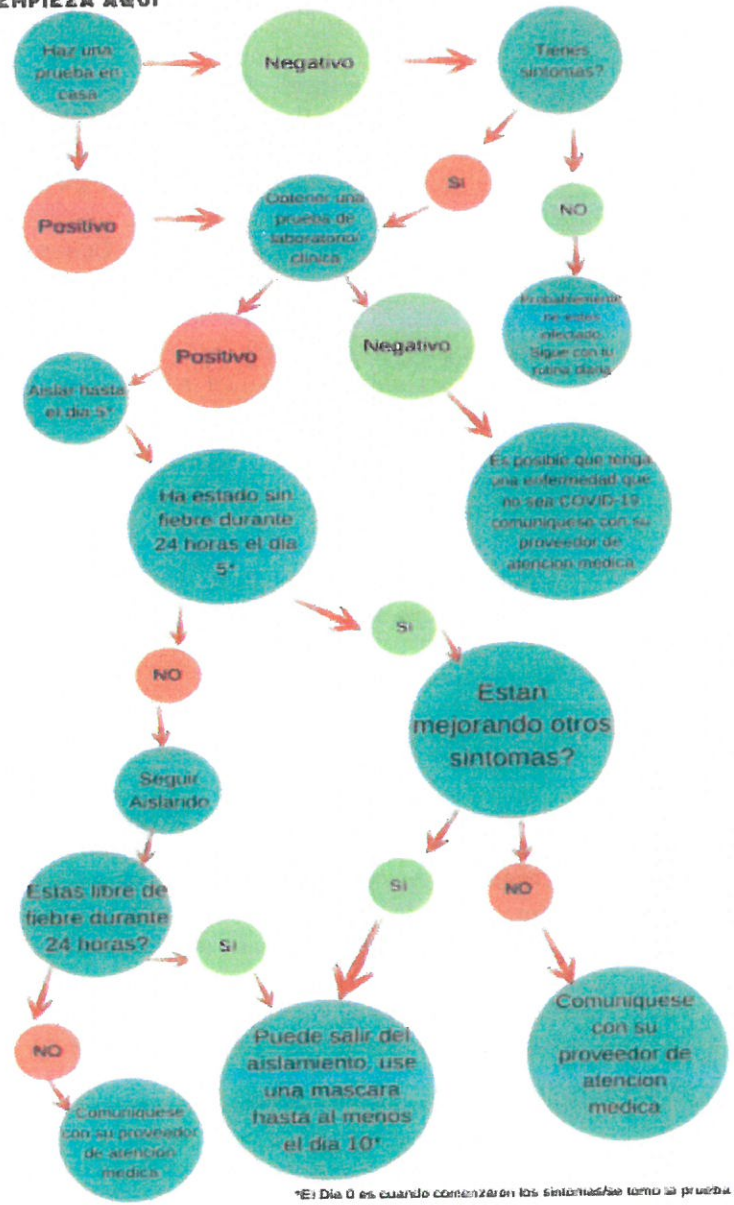 EMPIEZA AQUI
Haz una
prueba en
casa
Negativo
Tienes
sintomas?
Si
NO
Positivo
Obtener una
prueba de
laboratorio/
clinica
Probablemente
no estes
infectado.
Sigue con tu
rutina diaria
Positivo
Negativo
Aislar hasta
el dia 5*
Es posible que tenga
una enfermedad que
no sea COVID-19
comuniquese con su
proveedor de
atencion medica
Ha estado sin
fiebre durante
24 horas el dia
5*
Si
NO
Estan
mejorando otros
sintomas?
Seguir
Aislando
Si
NO
Estas libre de
fiebre durante
24 horas?
Si
NO
Puede salir del
aislamiento, use
una mascara
hasta al menos
el dia 10*
Comuniquese
con su
proveedor de
atencion
medica
Comuniquese
con su proveedor
de atencion
medica
*El Dia 0 es cuando comenzaron los sintomas/se tomo la prueba